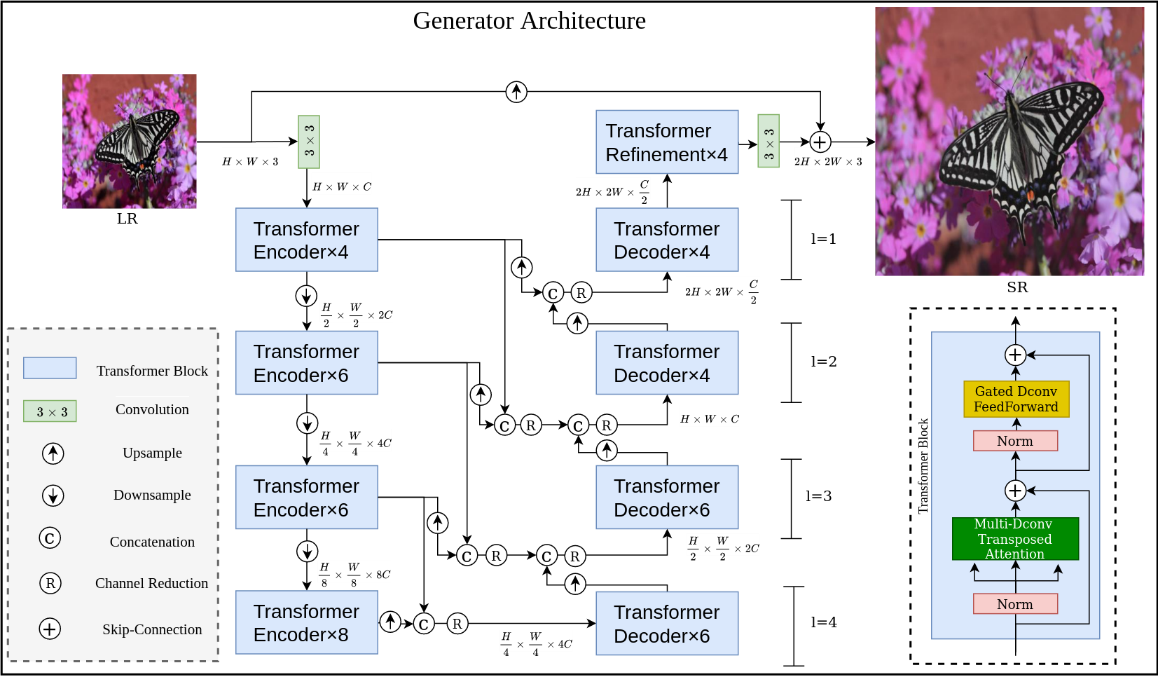 Generator Architecture
LR
H × W × 3
3 × 3
H × W × C
Transformer
Encoder×4
H/2 × W/2 × 2C
Transformer
Encoder×6
H/4 × W/4 × 4C
Transformer
Encoder×6
H/8 × W/8 × 8C
Transformer
Encoder×8
C
R
H/4 × W/4 × 4C
Transformer
Decoder×6
l=4
C
R
C
R
H/2 × W/2 × 2C
Transformer
Decoder×6
l=3
C
R
C
R
H × W × C
Transformer
Decoder×4
l=2
C
R
2H × 2W × C/2
Transformer
Decoder×4
l=1
2H × 2W × C/2
Transformer
Refinement×4
3 × 3
2H × 2W × 3
SR
Transformer Block
3 × 3
Convolution
Upsample
Downsample
C
Concatenation
R
Channel Reduction
Skip-Connection
Transformer Block
Gated Dconv
FeedForward
Norm
Multi-Dconv
Transposed
Attention
Norm